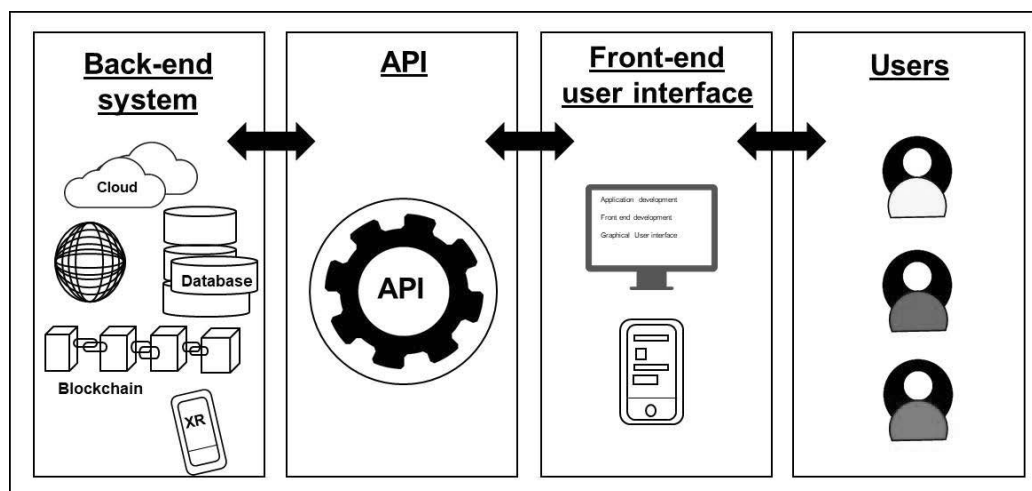 Back-end
system
Cloud
Database
Blockchain
XR
API
API
Front-end
user interface
Application development
Front end development
Graphical User interface
Users